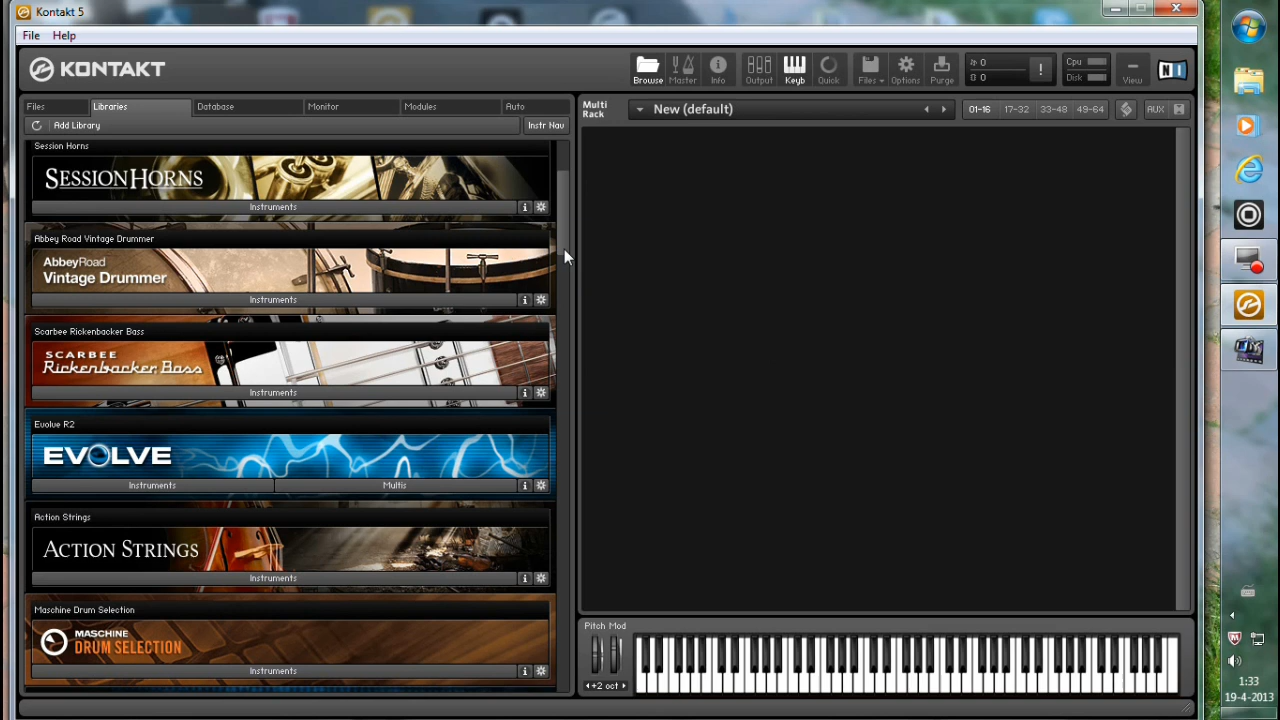 Kontakt 5
File Help
KONTAKT
Browse Master Info Output Keyb Quick Files Options Purge 0 0 ! Cpu Disk View NI
Files Libraries Database Monitor Modules Auto
Add Library Instr Nav
Multi Rack New (default) 01-16 17-32 33-48 49-64 AUX
Session Horns
SESSION HORNS
Instruments i
Abbey Road Vintage Drummer
AbbeyRoad
Vintage Drummer
Instruments i
Scarbee Rickenbacker Bass
SCARBEE
Rickenbacker Bass
Instruments i
Evolve R2
EVOLVE
Instruments Multis i
Action Strings
ACTION STRINGS
Instruments i
Maschine Drum Selection
MASCHINE
DRUM SELECTION
Instruments i
Pitch Mod
+2 oct
1:33
19-4-2013